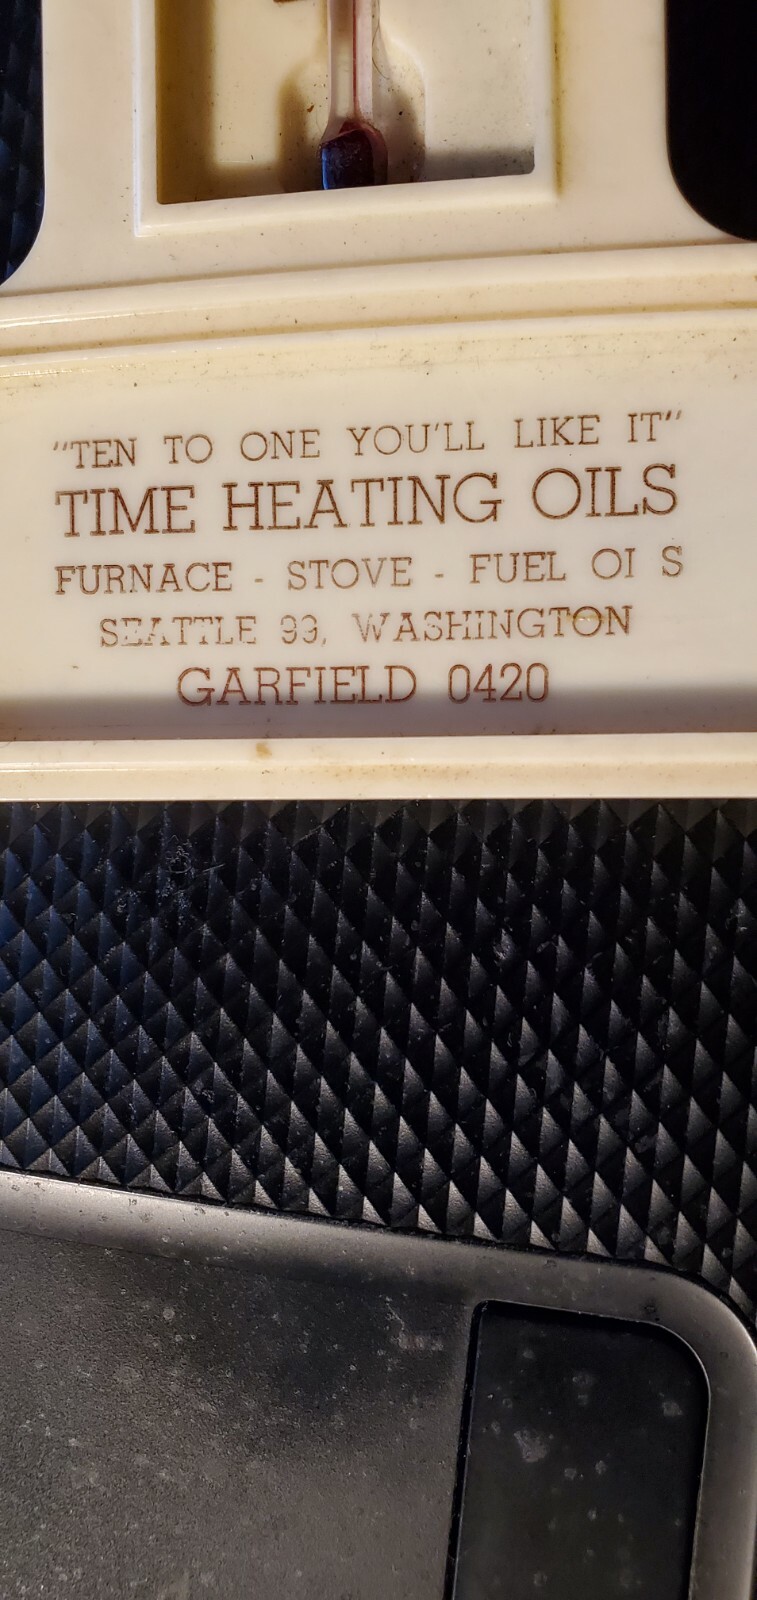 "TEN TO ONE YOU'LL LIKE IT"
TIME HEATING OILS
FURNACE - STOVE - FUEL OI S
SEATTLE 99, WASHINGTON
GARFIELD 0420